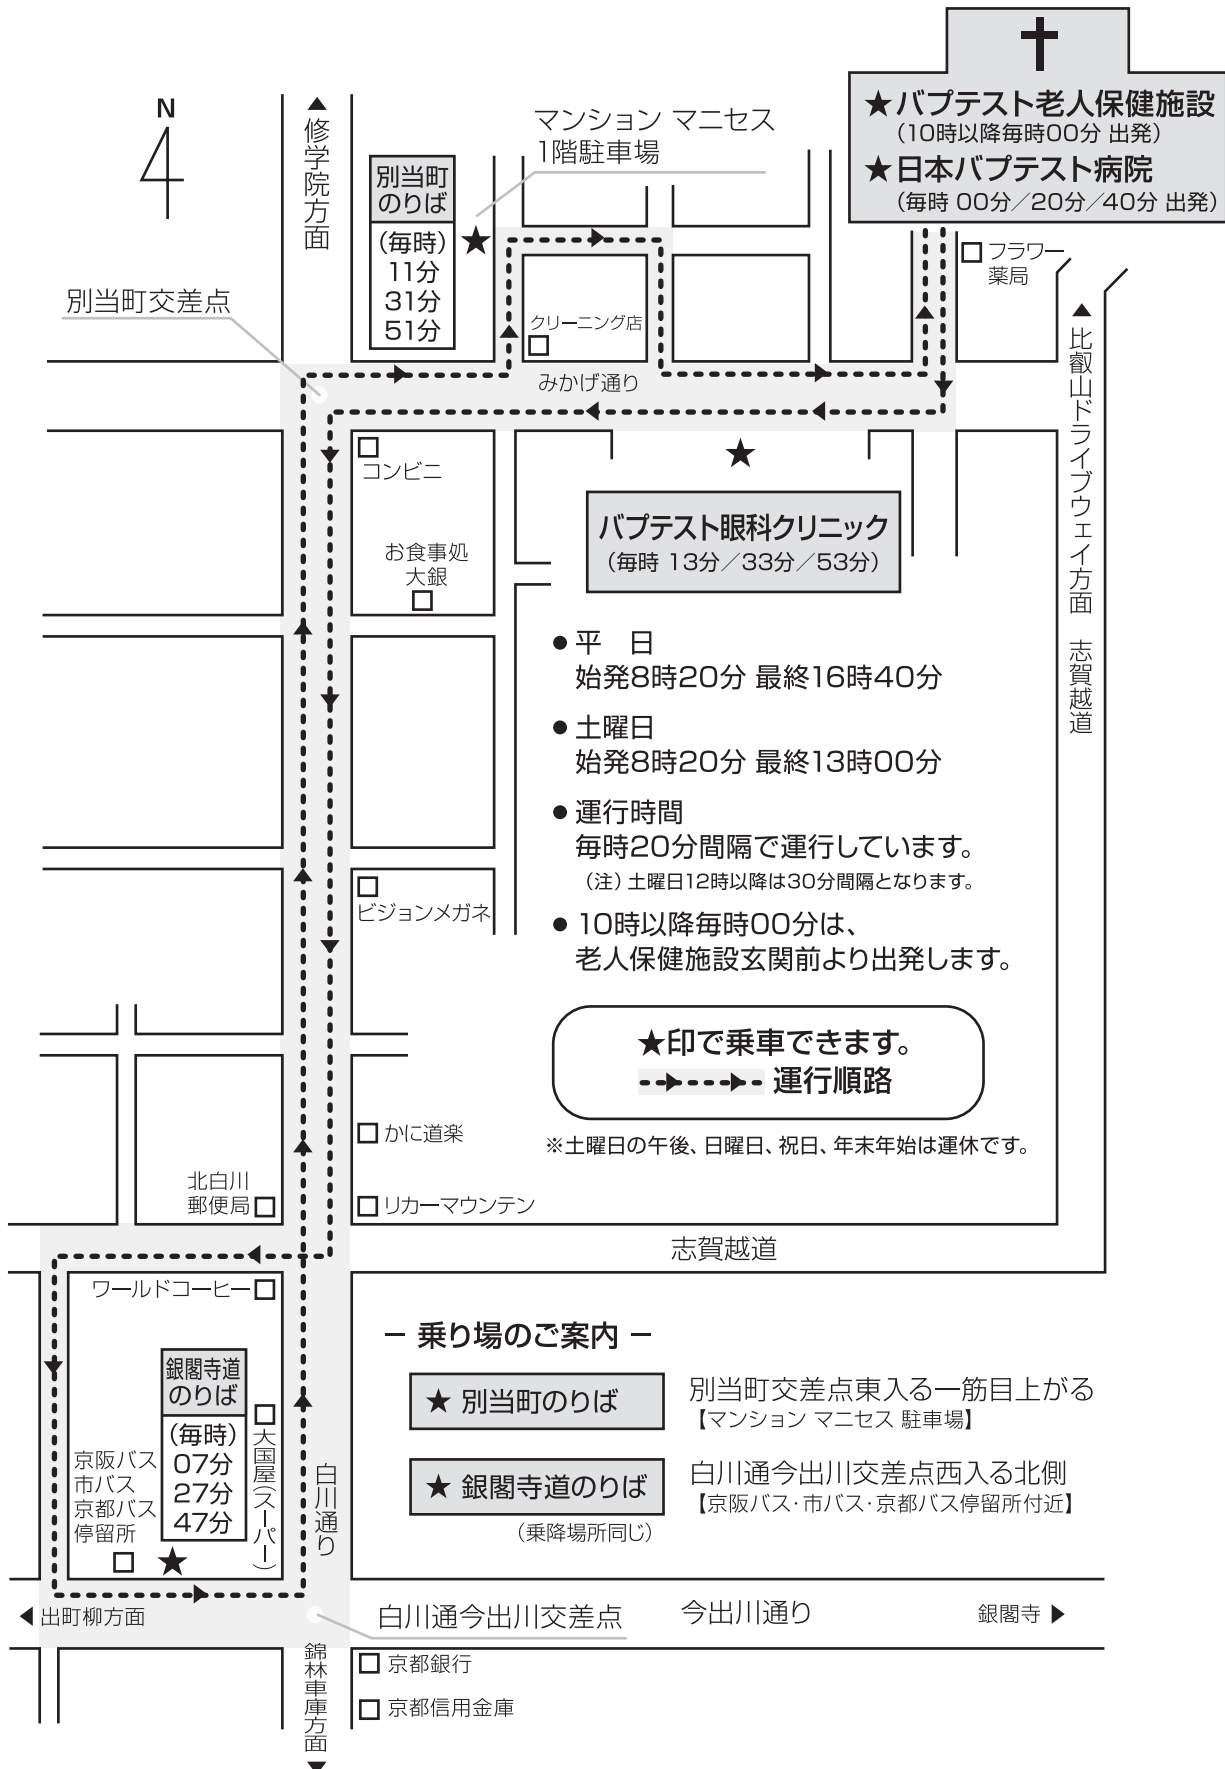 ★バプテスト老人保健施設
（10時以降毎時00分 出発）
★日本バプテスト病院
（毎時 00分／20分／40分 出発）
N
▲修学院方面
マンション マニセス
1階駐車場
別当町
のりば
（毎時）
11分
31分
51分
★
フラワー
薬局
別当町交差点
クリーニング店
みかげ通り
▲比叡山ドライブウェイ方面 志賀越道
コンビニ
★
バプテスト眼科クリニック
（毎時 13分／33分／53分）
お食事処
大銀
●平　日
始発8時20分 最終16時40分
●土曜日
始発8時20分 最終13時00分
●運行時間
毎時20分間隔で運行しています。
（注）土曜日12時以降は30分間隔となります。
●10時以降毎時00分は、
老人保健施設玄関前より出発します。
ビジョンメガネ
★印で乗車できます。
運行順路
※土曜日の午後、日曜日、祝日、年末年始は運休です。
かに道楽
北白川
郵便局
リカーマウンテン
志賀越道
ワールドコーヒー
銀閣寺道
のりば
（毎時）
07分
27分
47分
大国屋(スーパー)
京阪バス
市バス
京都バス
停留所
★
白川通り
－ 乗り場のご案内 －
★ 別当町のりば
別当町交差点東入る一筋目上がる
【マンション マニセス 駐車場】
★ 銀閣寺道のりば
（乗降場所同じ）
白川通今出川交差点西入る北側
【京阪バス・市バス・京都バス停留所付近】
◀出町柳方面
白川通今出川交差点
今出川通り
銀閣寺▶
錦林車庫方面▼
京都銀行
京都信用金庫